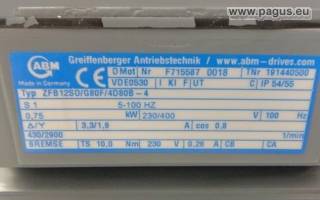 www.pagus.eu
ABM
Made in Germany
Greiffenberger Antriebstechnik / www.abm-drives.com
D Mot Nr F715587 0018 TNr 191440500
VDE0530 I Kl F UT C IP 54/55
Typ ZFB12SD/G80F/4D80B-4
S 1 5-100 HZ
0,75 kW 230/400 V 100 Hz
Δ/Y 3,3/1,9 A cos 0,8
430/2900 1/min
BREMSE TS 10,0 Nm 230 V 0,26 A CB CA